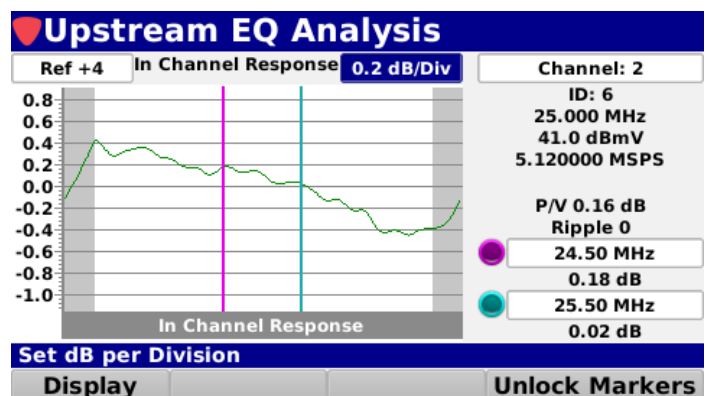 Upstream EQ Analysis
Ref +4
In Channel Response
0.2 dB/Div
Channel: 2
0.8
0.6
0.4
0.2
0.0
-0.2
-0.4
-0.6
-0.8
-1.0
ID: 6
25.000 MHz
41.0 dBmV
5.120000 MSPS
P/V 0.16 dB
Ripple 0
24.50 MHz
0.18 dB
25.50 MHz
0.02 dB
In Channel Response
Set dB per Division
Display
Unlock Markers